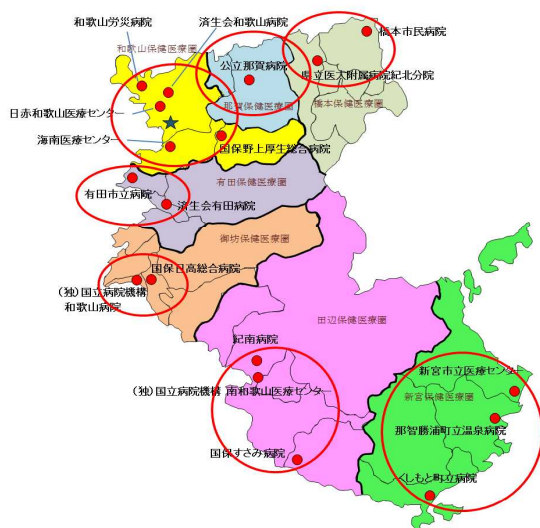 和歌山労災病院
済生会和歌山病院
橋本市民病院
和歌山保健医療圏
公立那賀病院
県立医大附属病院紀北分院
日赤和歌山医療センター
那賀保健医療圏
橋本保健医療圏
海南医療センター
国保野上厚生総合病院
有田保健医療圏
有田市立病院
済生会有田病院
御坊保健医療圏
国保日高総合病院
(独)国立病院機構
和歌山病院
田辺保健医療圏
紀南病院
新宮市立医療センター
(独)国立病院機構 南和歌山医療センター
新宮保健医療圏
那智勝浦町立温泉病院
国保すさみ病院
くしもと町立病院